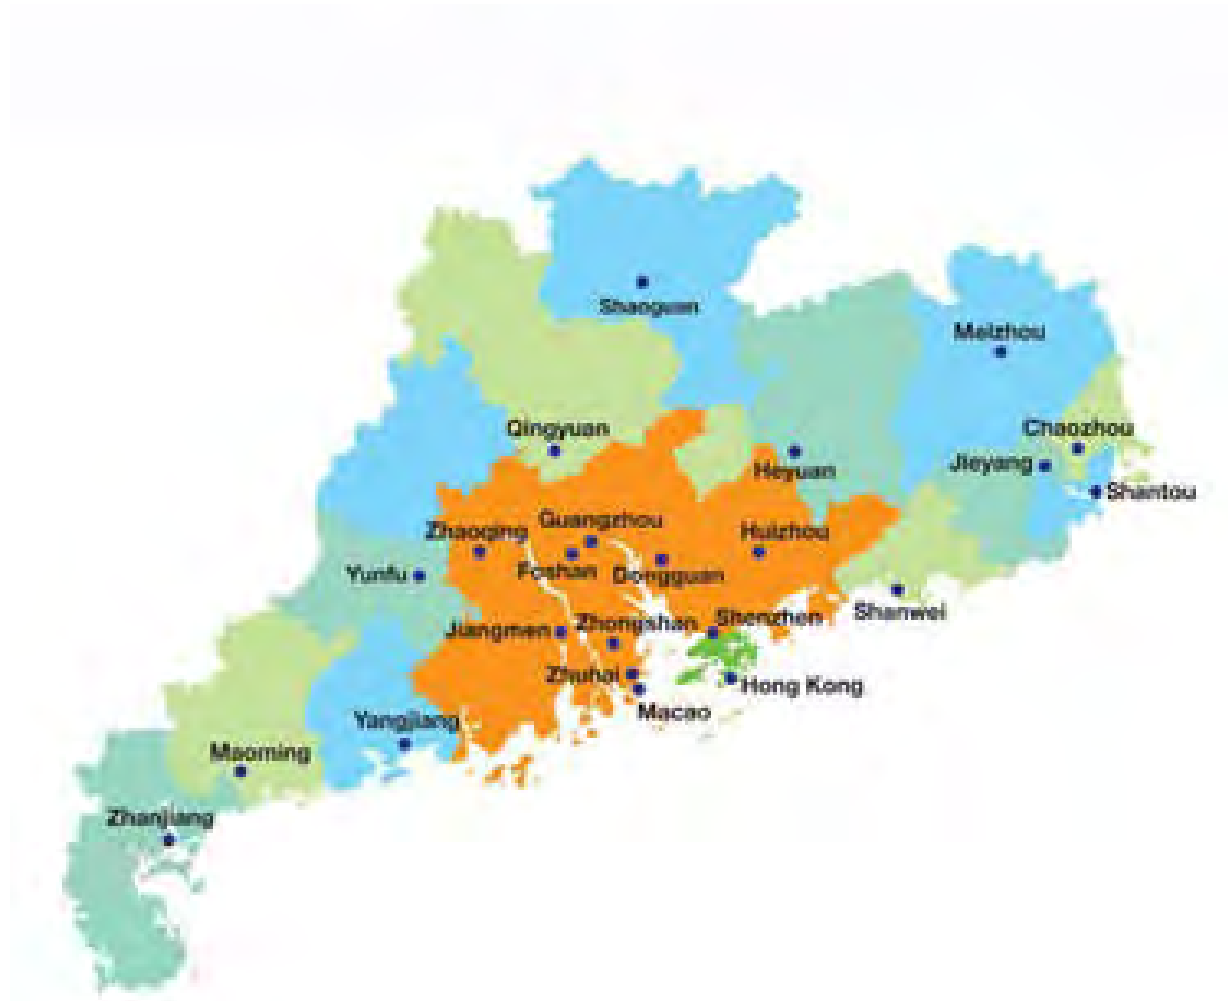 Shanguan
Meizhou
Qingyuan
Chaozhou
Heyuan
Jieyang
Shantou
Zhaoqing
Guangzhou
Huizhou
Yunfu
Foshan
Dongguan
Shanwei
Jiangmen
Zhongshan
Shenzhen
Zhuhai
Hong Kong
Macao
Yangjiang
Maoming
Zhanjiang